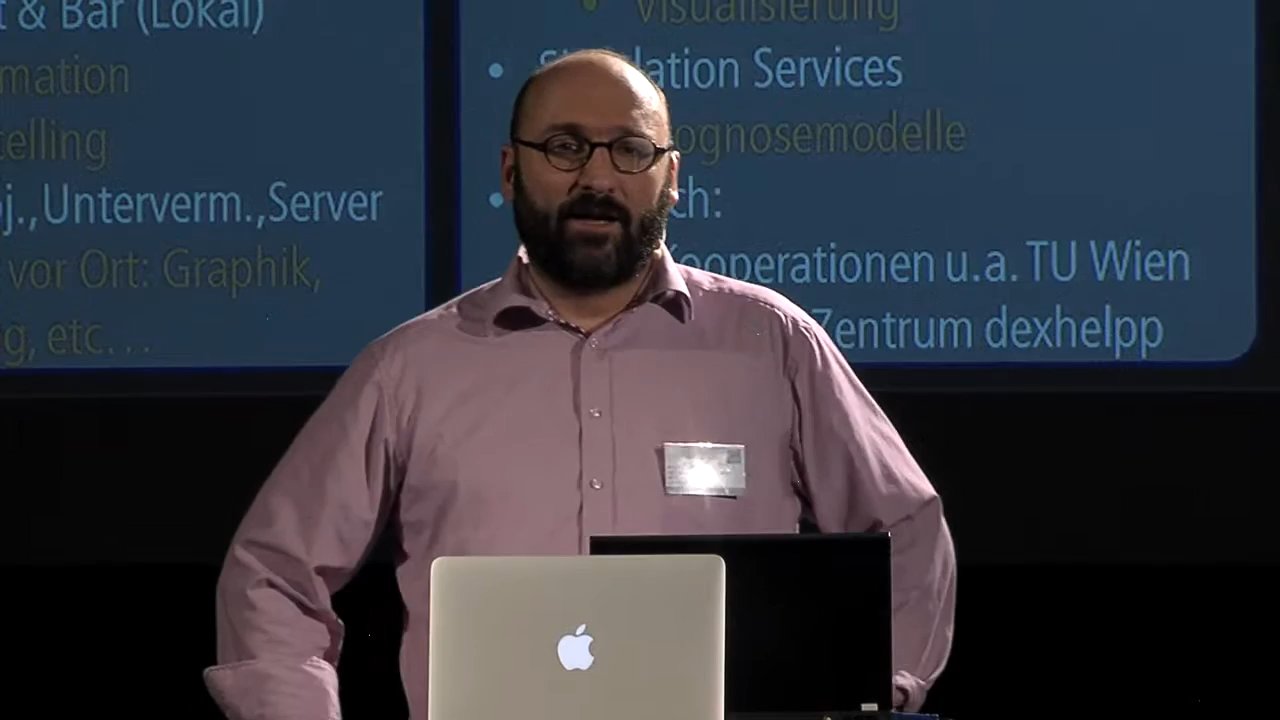 t & Bar (Lokal)
mation
telling
j.,Unterverm.,Server
vor Ort: Graphik,
g, etc...
• Visualisierung
• lation Services
ognosemodelle
• ch:
Kooperationen u.a. TU Wien
Zentrum dexhelpp